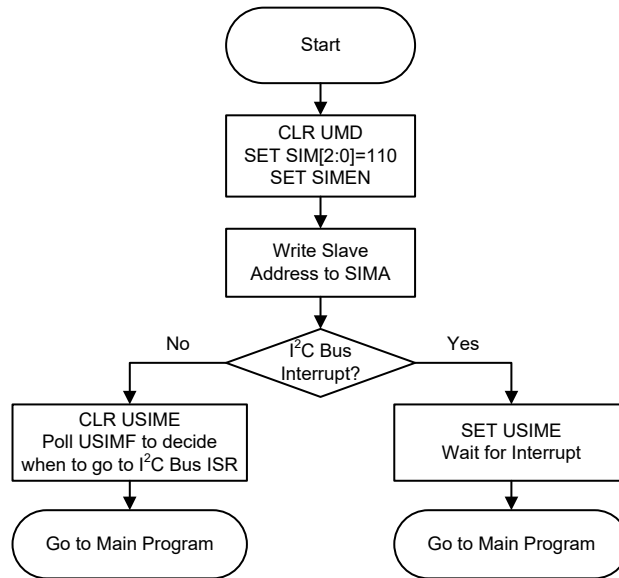 Start
CLR UMD
SET SIM[2:0]=110
SET SIMEN
Write Slave
Address to SIMA
No
I²C Bus
Interrupt?
Yes
CLR USIME
Poll USIMF to decide
when to go to I²C Bus ISR
SET USIME
Wait for Interrupt
Go to Main Program
Go to Main Program